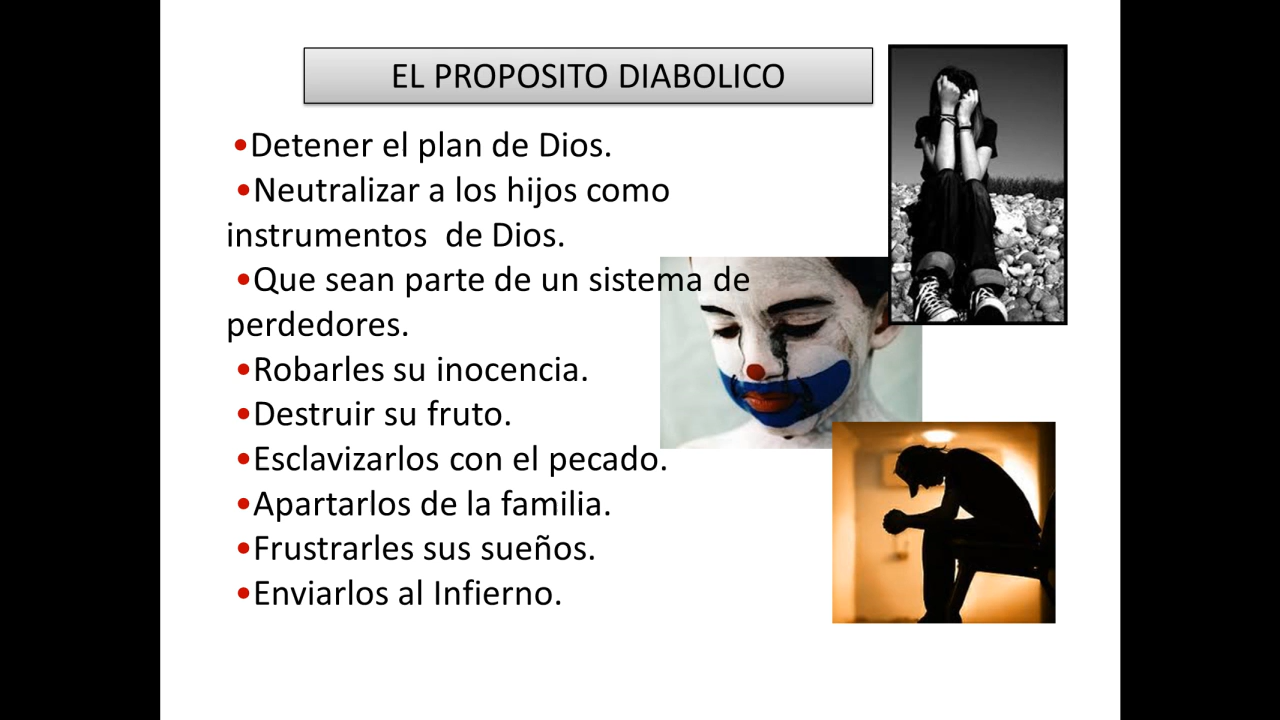 EL PROPOSITO DIABOLICO
•Detener el plan de Dios.
•Neutralizar a los hijos como
instrumentos  de Dios.
•Que sean parte de un sistema de
perdedores.
•Robarles su inocencia.
•Destruir su fruto.
•Esclavizarlos con el pecado.
•Apartarlos de la familia.
•Frustrarles sus sueños.
•Enviarlos al Infierno.